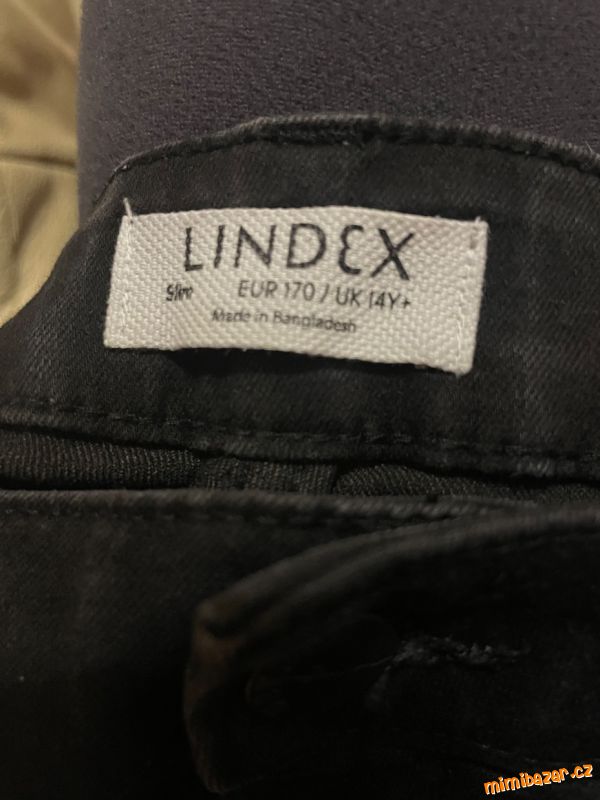 LINDEX
Slim EUR 170 / UK 14Y+
Made in Bangladesh
mimibazar.cz